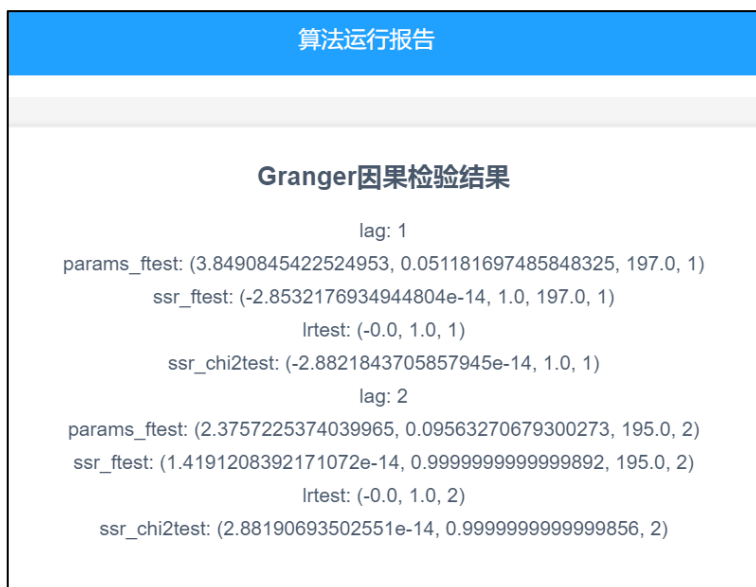 算法运行报告
Granger因果检验结果
lag: 1
params_ftest: (3.8490845422524953, 0.051181697485848325, 197.0, 1)
ssr_ftest: (-2.8532176934944804e-14, 1.0, 197.0, 1)
lrtest: (-0.0, 1.0, 1)
ssr_chi2test: (-2.8821843705857945e-14, 1.0, 1)
lag: 2
params_ftest: (2.3757225374039965, 0.09563270679300273, 195.0, 2)
ssr_ftest: (1.4191208392171072e-14, 0.9999999999999892, 195.0, 2)
lrtest: (-0.0, 1.0, 2)
ssr_chi2test: (2.88190693502551e-14, 0.9999999999999856, 2)